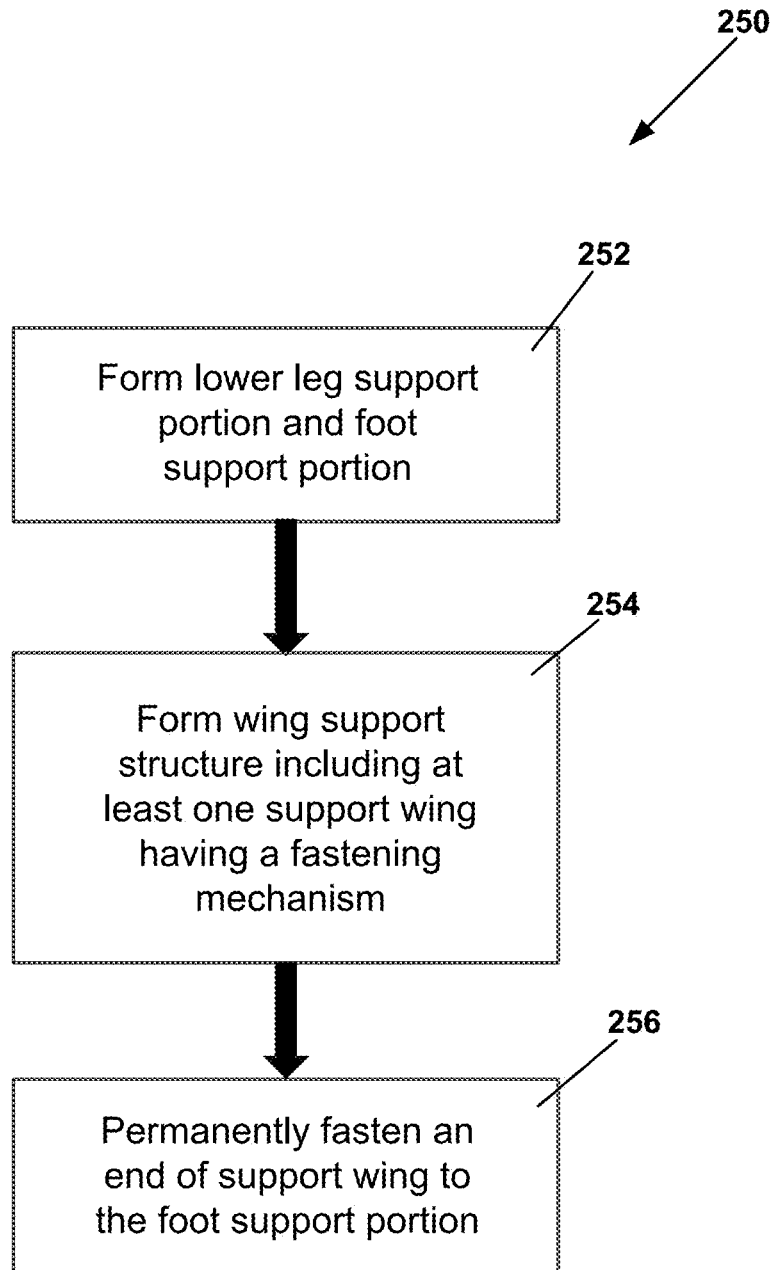 250
252
Form lower leg support
portion and foot
support portion
254
Form wing support
structure including at
least one support wing
having a fastening
mechanism
256
Permanently fasten an
end of support wing to
the foot support portion